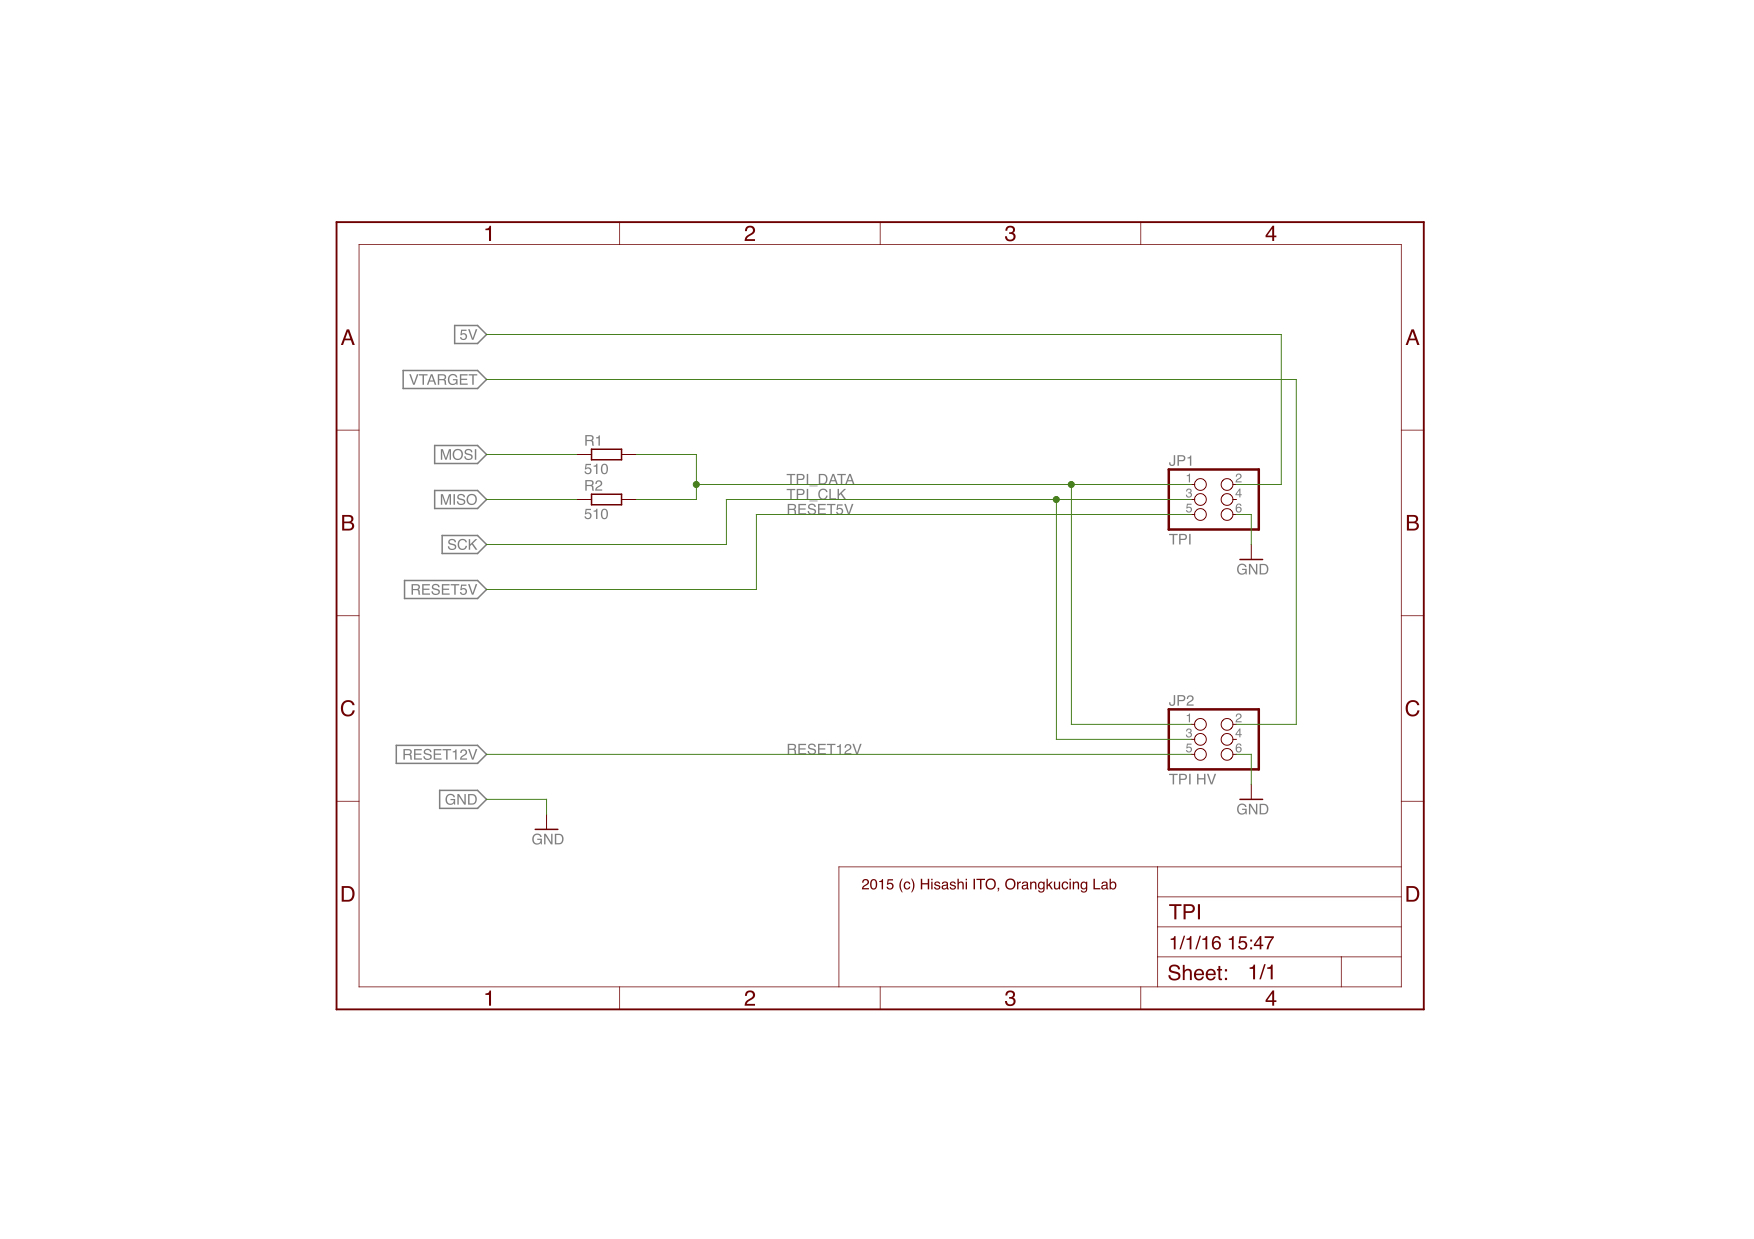 1 2 3 4
A A
5V
VTARGET
R1
MOSI
510
JP1
R2
TPI_DATA
1 2
MISO
TPI_CLK
3 4
510
RESET5V
5 6
B B
SCK
TPI
GND
RESET5V
JP2
C C
1 2
3 4
RESET12V
RESET12V
5 6
TPI HV
GND
GND
GND
2015 (c) Hisashi ITO, Orangkucing Lab
D D
TPI
1/1/16 15:47
Sheet: 1/1
1 2 3 4